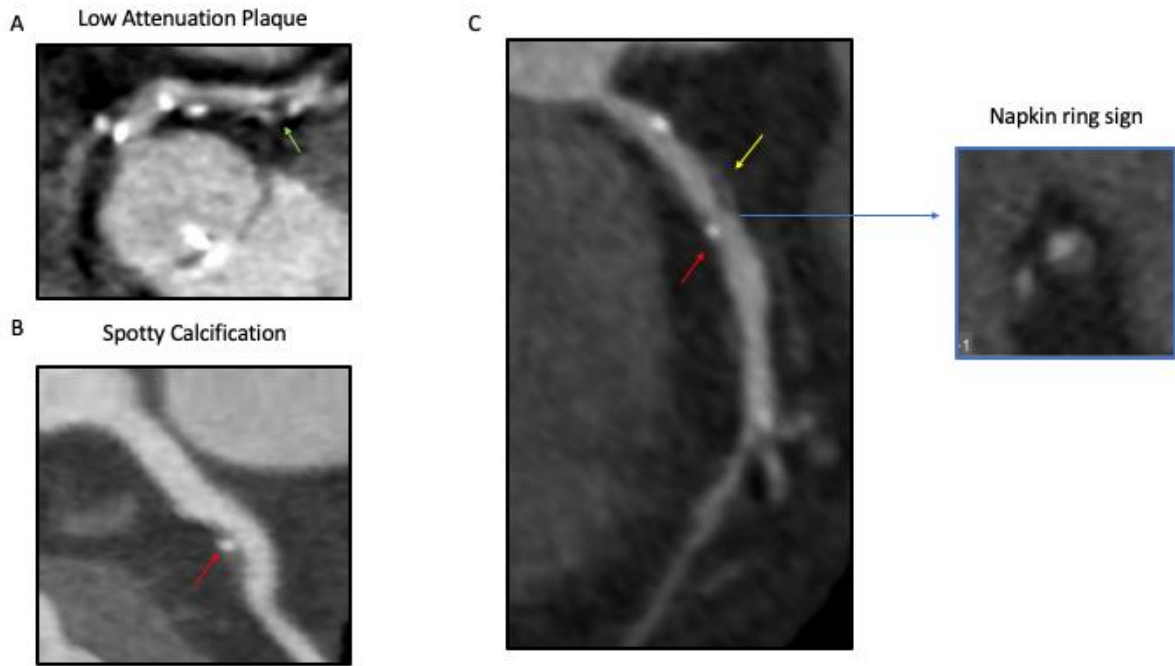 A
Low Attenuation Plaque
C
Napkin ring sign
B
Spotty Calcification
-1